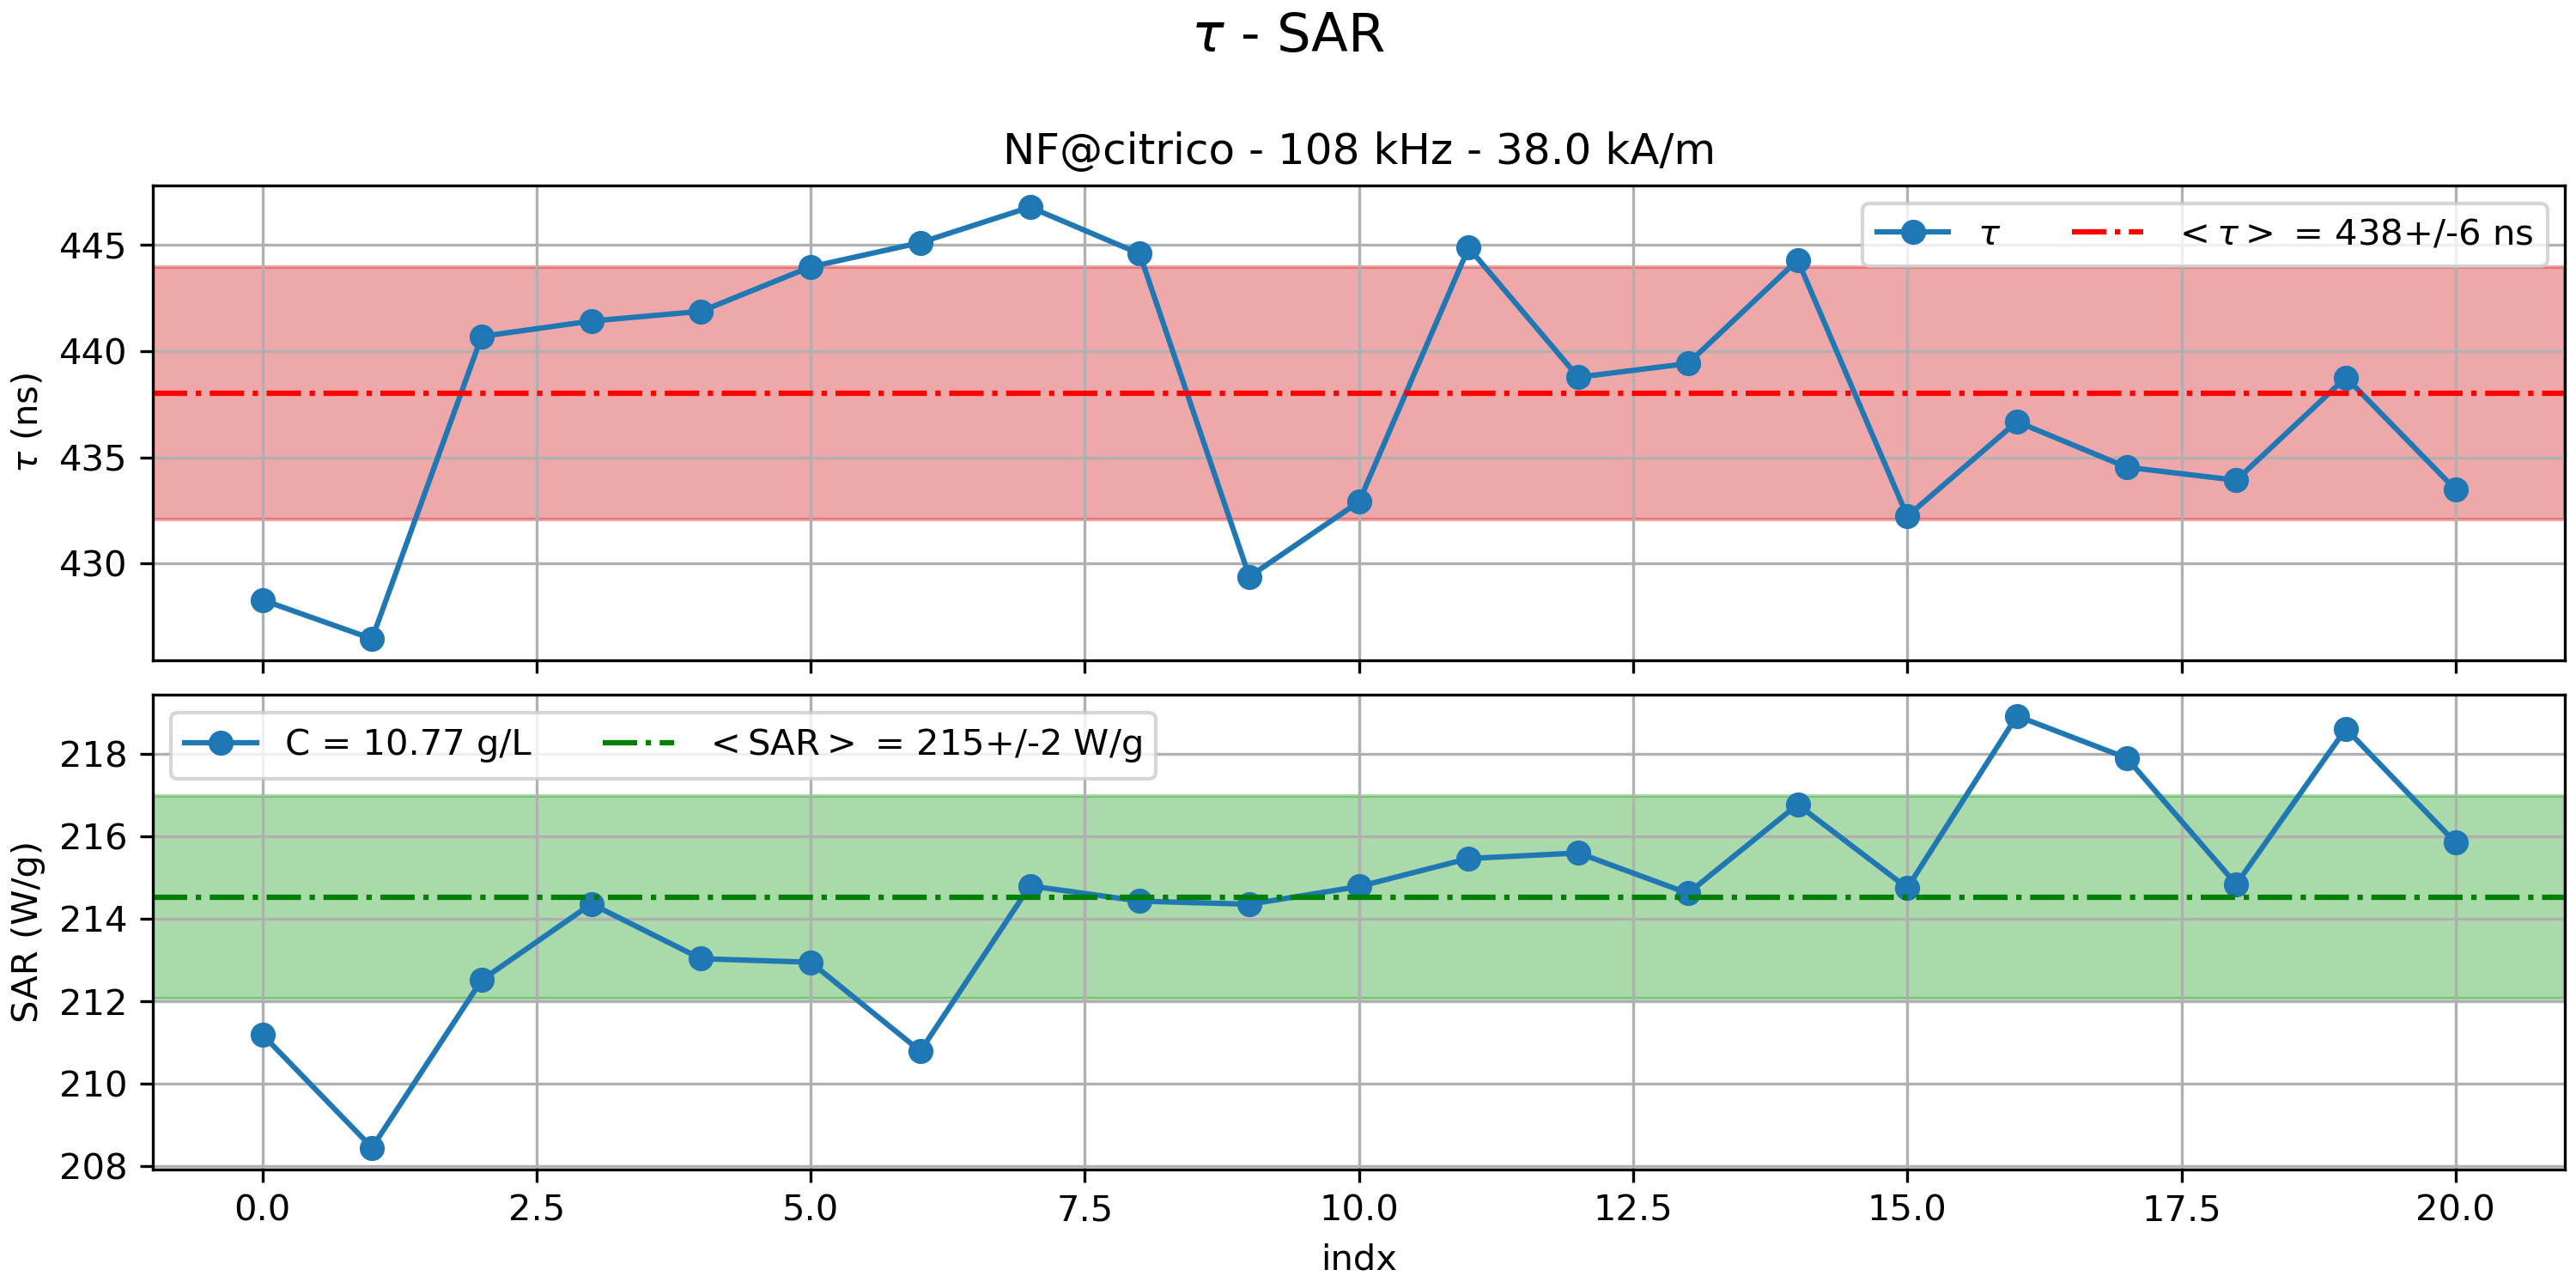 τ - SAR
NF@citrico - 108 kHz - 38.0 kA/m
τ (ns)
445
440
435
430
τ
< τ > = 438+/-6 ns
SAR (W/g)
218
216
214
212
210
208
C = 10.77 g/L
< SAR > = 215+/-2 W/g
0.0 2.5 5.0 7.5 10.0 12.5 15.0 17.5 20.0
indx